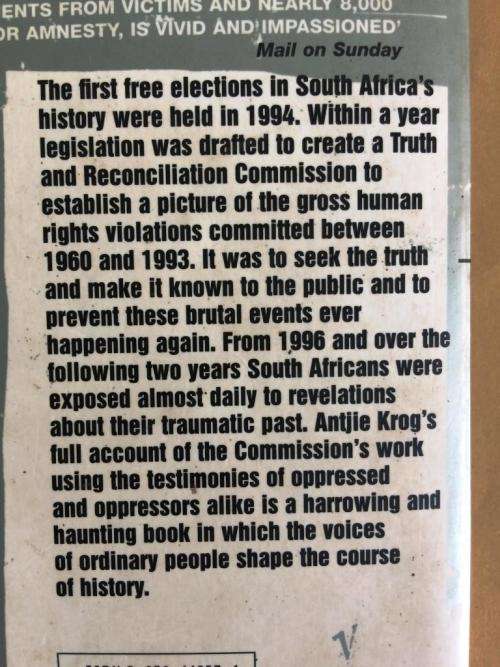 ENTS FROM VICTIMS AND NEARLY 8,000
OR AMNESTY, IS VIVID AND IMPASSIONED'
Mail on Sunday
The first free elections in South Africa's
history were held in 1994. Within a year
legislation was drafted to create a Truth
and Reconciliation Commission to
establish a picture of the gross human
rights violations committed between
1960 and 1993. It was to seek the truth
and make it known to the public and to
prevent these brutal events ever
happening again. From 1996 and over the
following two years South Africans were
exposed almost daily to revelations
about their traumatic past. Antjie Krog's
full account of the Commission's work
using the testimonies of oppressed
and oppressors alike is a harrowing and
haunting book in which the voices
of ordinary people shape the course
of history.